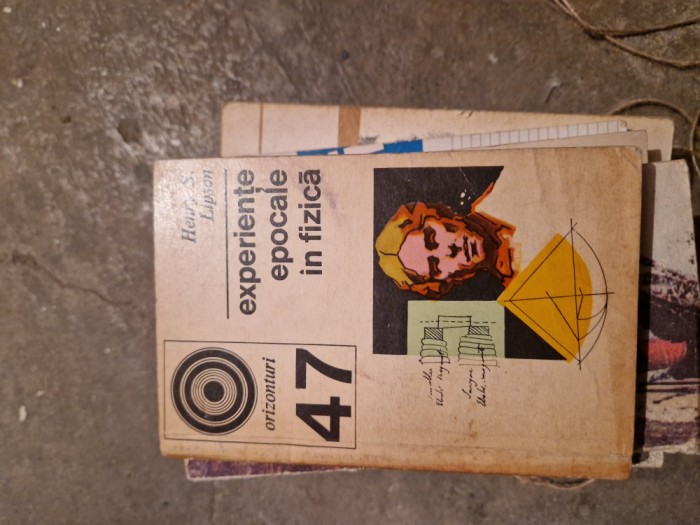 Henry S.
Lipson
experiențe
epocale
în fizică
orizonturi
47